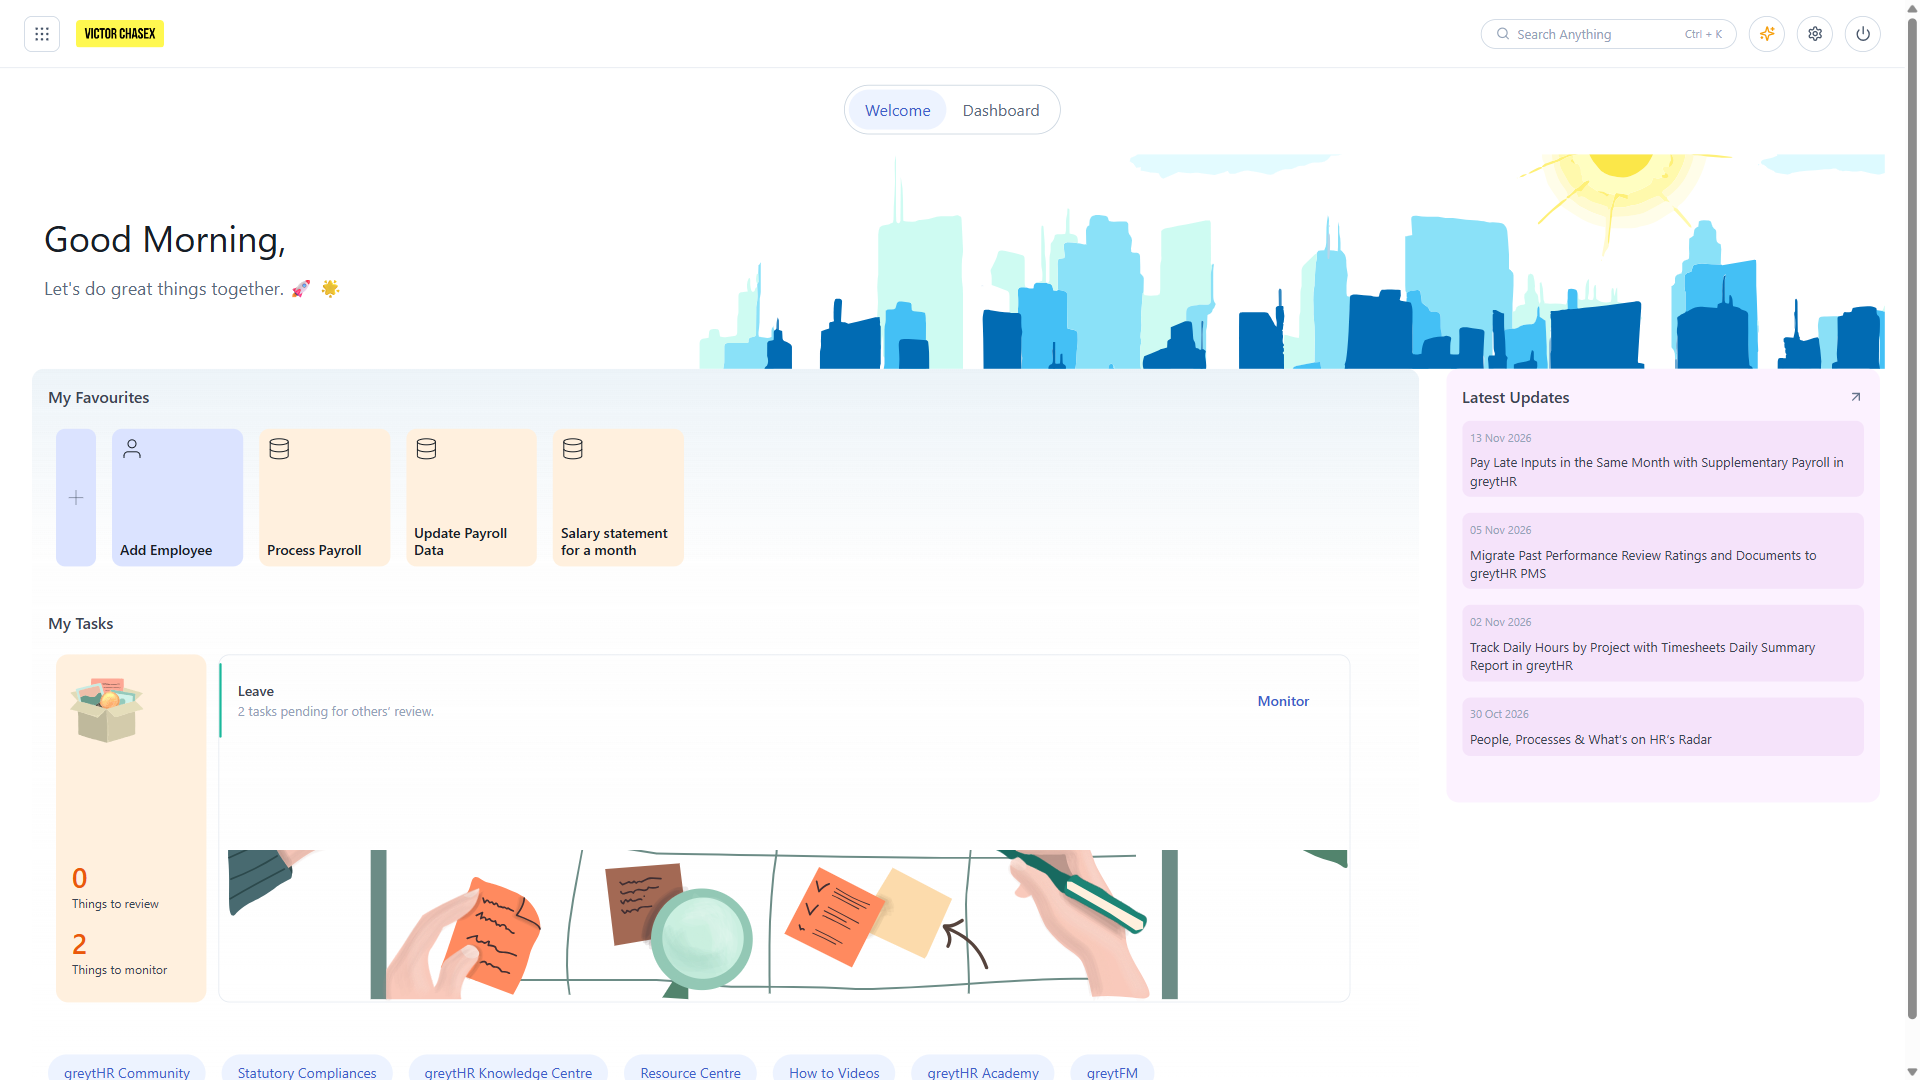 VICTOR CHASEX
Search Anything
Ctrl + K
Welcome
Dashboard
Good Morning,
Let's do great things together. 🚀 🌟
My Favourites
Add Employee
Process Payroll
Update Payroll
Data
Salary statement
for a month
Latest Updates
13 Nov 2026
Pay Late Inputs in the Same Month with Supplementary Payroll in
greytHR
05 Nov 2026
Migrate Past Performance Review Ratings and Documents to
greytHR PMS
02 Nov 2026
Track Daily Hours by Project with Timesheets Daily Summary
Report in greytHR
30 Oct 2026
People, Processes & What's on HR's Radar
My Tasks
0
Things to review
2
Things to monitor
Leave
2 tasks pending for others' review.
Monitor
greytHR Community
Statutory Compliances
greytHR Knowledge Centre
Resource Centre
How to Videos
greytHR Academy
greytFM